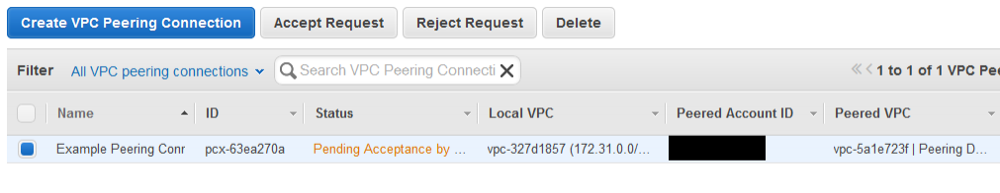 Create VPC Peering Connection Accept Request Reject Request Delete
Filter All VPC peering connections Search VPC Peering Connecti 1 to 1 of 1 VPC Pee
Name ID Status Local VPC Peered Account ID Peered VPC
Example Peering Conr pcx-63ea270a Pending Acceptance by ... vpc-327d1857 (172.31.0.0/... vpc-5a1e723f | Peering D...